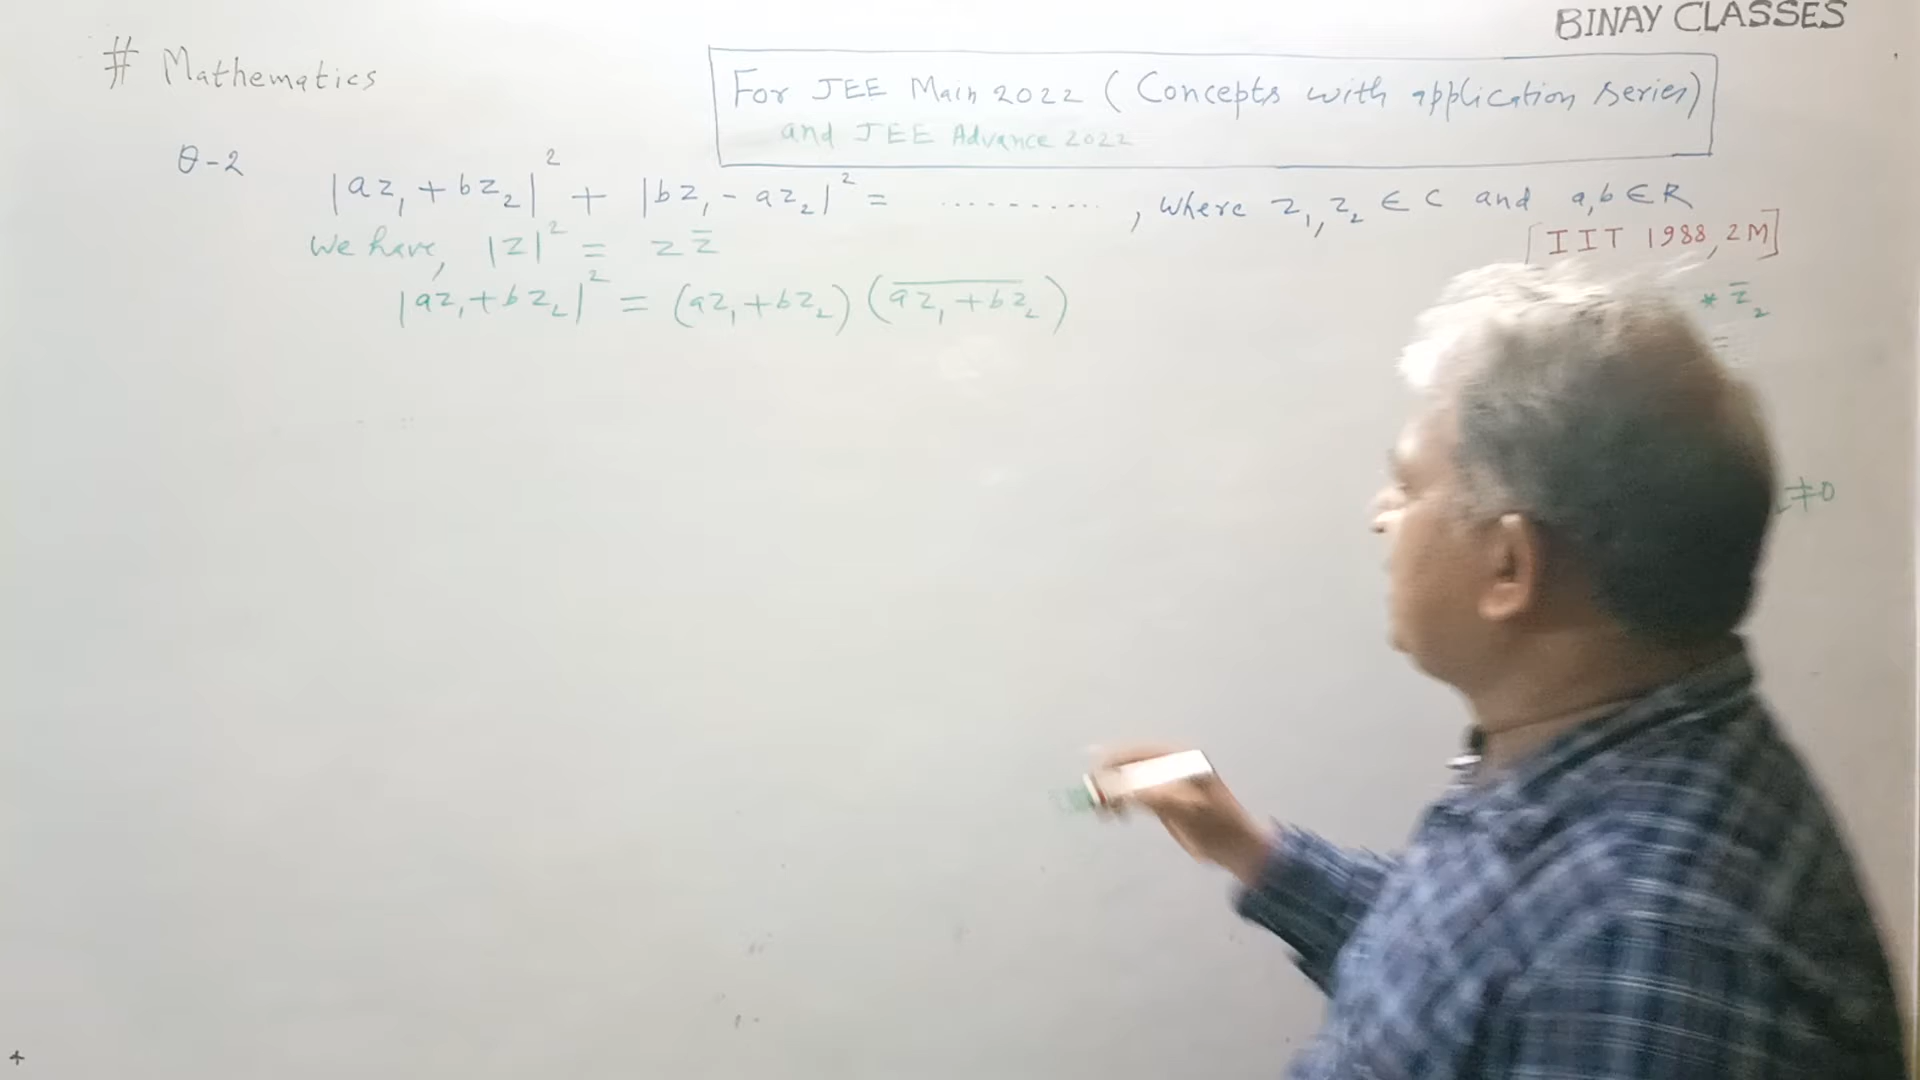 BINAY CLASSES
# Mathematics
For JEE Main 2022 (Concepts with application series)
and JEE Advance 2022
Q-2 |az₁ + bz₂|² + |bz₁ - az₂|² = .........., where z₁, z₂ ∈ C and a, b ∈ R
[IIT 1988, 2M]
We have, |z|² = z z̄
|az₁ + bz₂|² = (az₁ + bz₂) (a̅z̅₁̅ ̅+̅ ̅b̅z̅₂)
* z̄₂
=
≠0